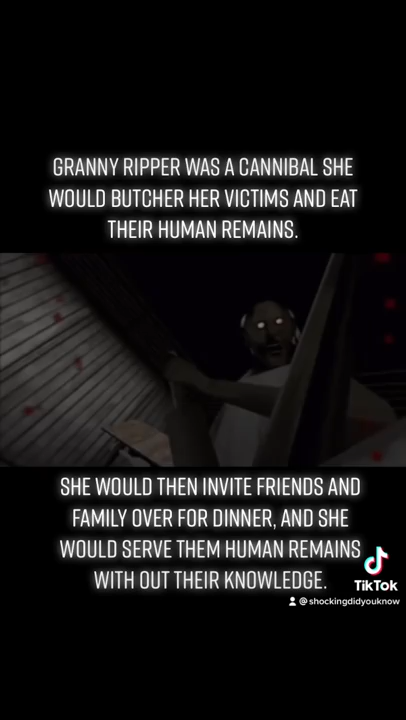 GRANNY RIPPER WAS A CANNIBAL SHE
WOULD BUTCHER HER VICTIMS AND EAT
THEIR HUMAN REMAINS.
SHE WOULD THEN INVITE FRIENDS AND
FAMILY OVER FOR DINNER, AND SHE
WOULD SERVE THEM HUMAN REMAINS
WITH OUT THEIR KNOWLEDGE.
TikTok
@shockingdidyouknow